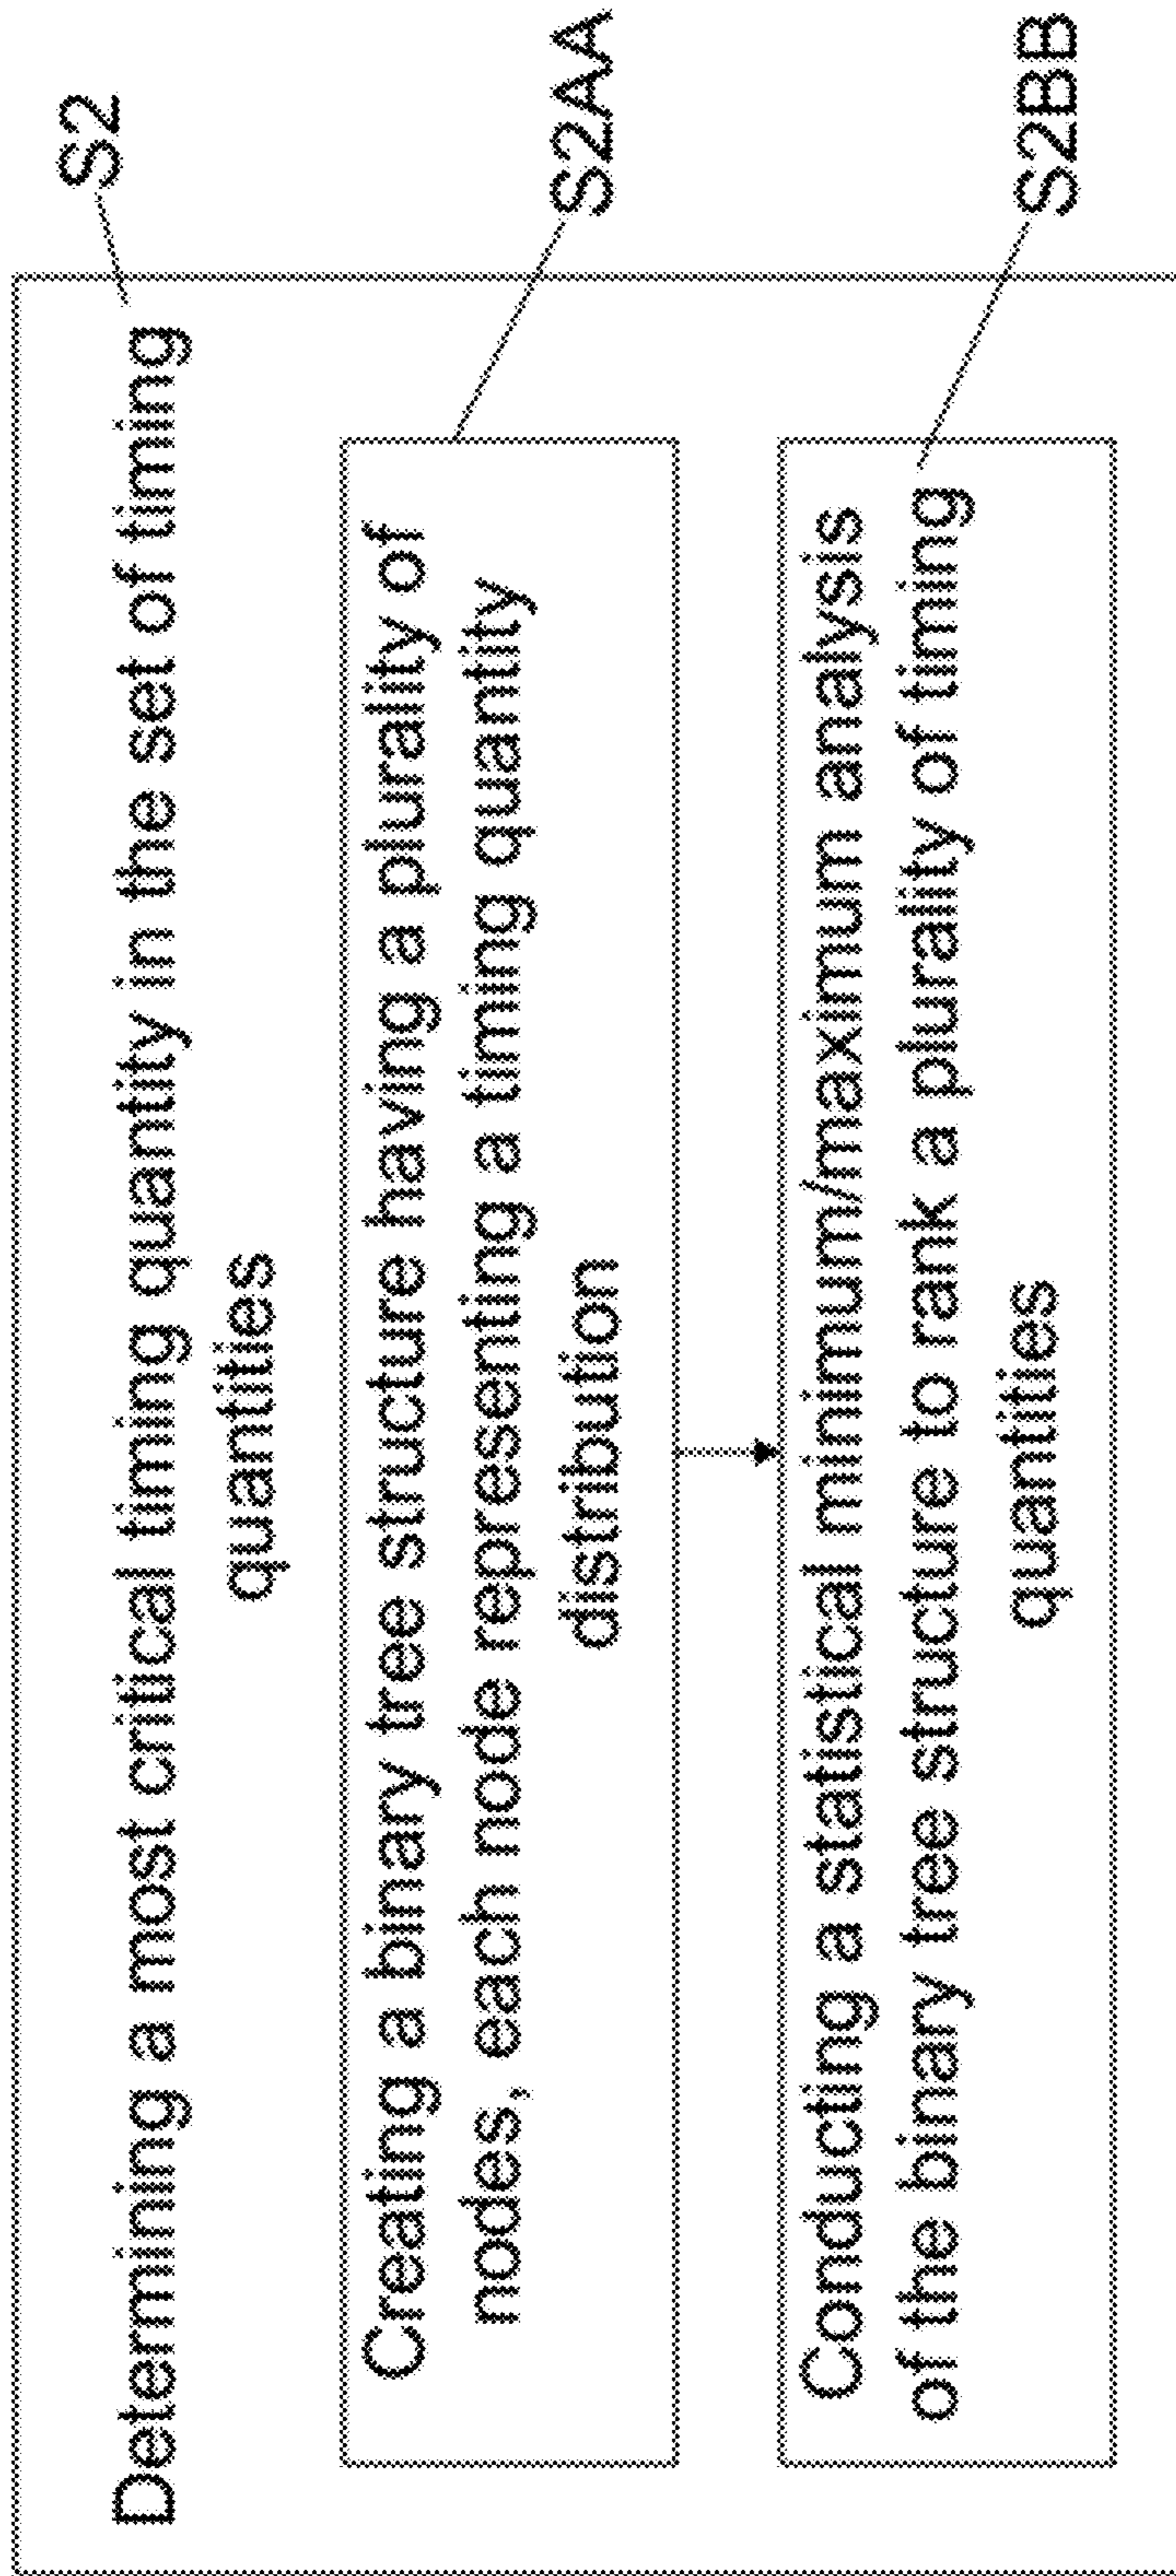 Determining a most critical timing quantity in the set of timing
quantities
S2
Creating a binary tree structure having a plurality of
nodes, each node representing a timing quantity
distribution
S2AA
Conducting a statistical minimum/maximum analysis
of the binary tree structure to rank a plurality of timing
quantities
S2BB